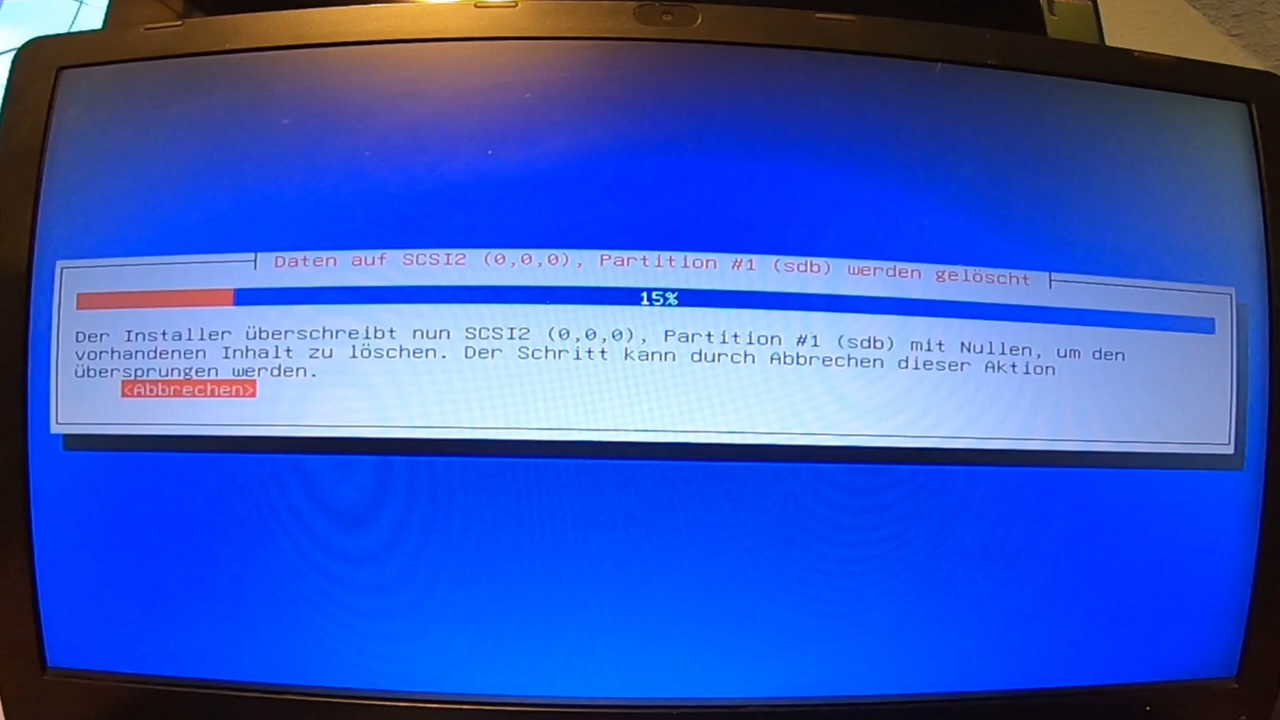 Daten auf SCSI2 (0,0,0), Partition #1 (sdb) werden gelöscht
15%
Der Installer überschreibt nun SCSI2 (0,0,0), Partition #1 (sdb) mit Nullen, um den
vorhandenen Inhalt zu löschen. Der Schritt kann durch Abbrechen dieser Aktion
übersprungen werden.
<Abbrechen>